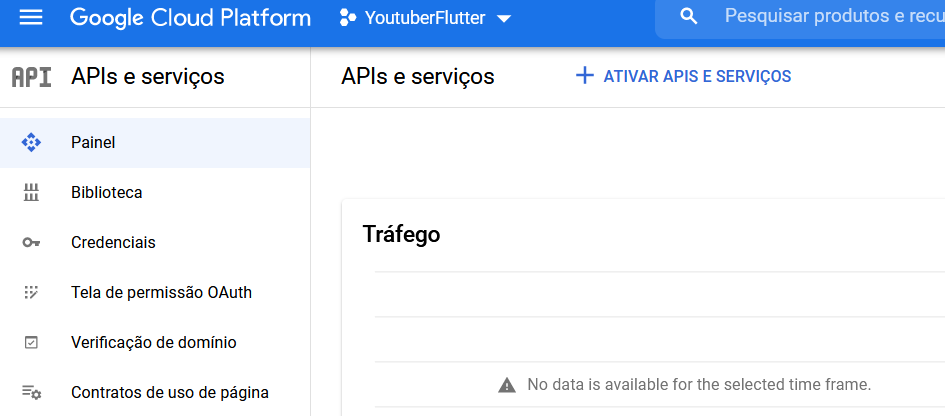 Google Cloud Platform YoutuberFlutter Pesquisar produtos e recu
API APIs e serviços APIs e serviços ATIVAR APIS E SERVIÇOS
Painel
Biblioteca
Credenciais
Tela de permissão OAuth
Verificação de domínio
Contratos de uso de página
Tráfego
No data is available for the selected time frame.